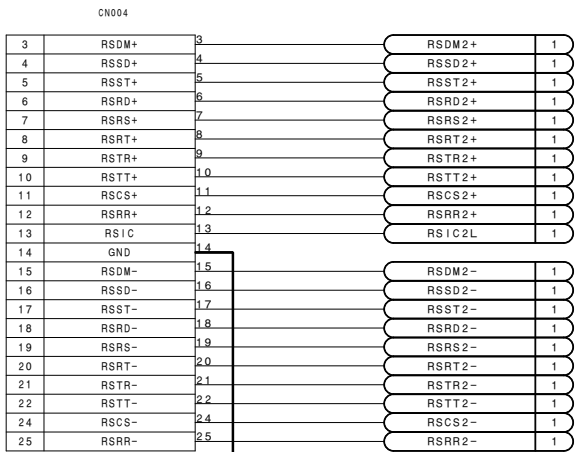 CN004
3 RSDM+ 3 RSDM2+ 1
4 RSSD+ 4 RSSD2+ 1
5 RSST+ 5 RSST2+ 1
6 RSRD+ 6 RSRD2+ 1
7 RSRS+ 7 RSRS2+ 1
8 RSRT+ 8 RSRT2+ 1
9 RSTR+ 9 RSTR2+ 1
10 RSTT+ 10 RSTT2+ 1
11 RSCS+ 11 RSCS2+ 1
12 RSRR+ 12 RSRR2+ 1
13 RSIC 13 RSIC2L 1
14 GND 14
15 RSDM- 15 RSDM2- 1
16 RSSD- 16 RSSD2- 1
17 RSST- 17 RSST2- 1
18 RSRD- 18 RSRD2- 1
19 RSRS- 19 RSRS2- 1
20 RSRT- 20 RSRT2- 1
21 RSTR- 21 RSTR2- 1
22 RSTT- 22 RSTT2- 1
24 RSCS- 24 RSCS2- 1
25 RSRR- 25 RSRR2- 1